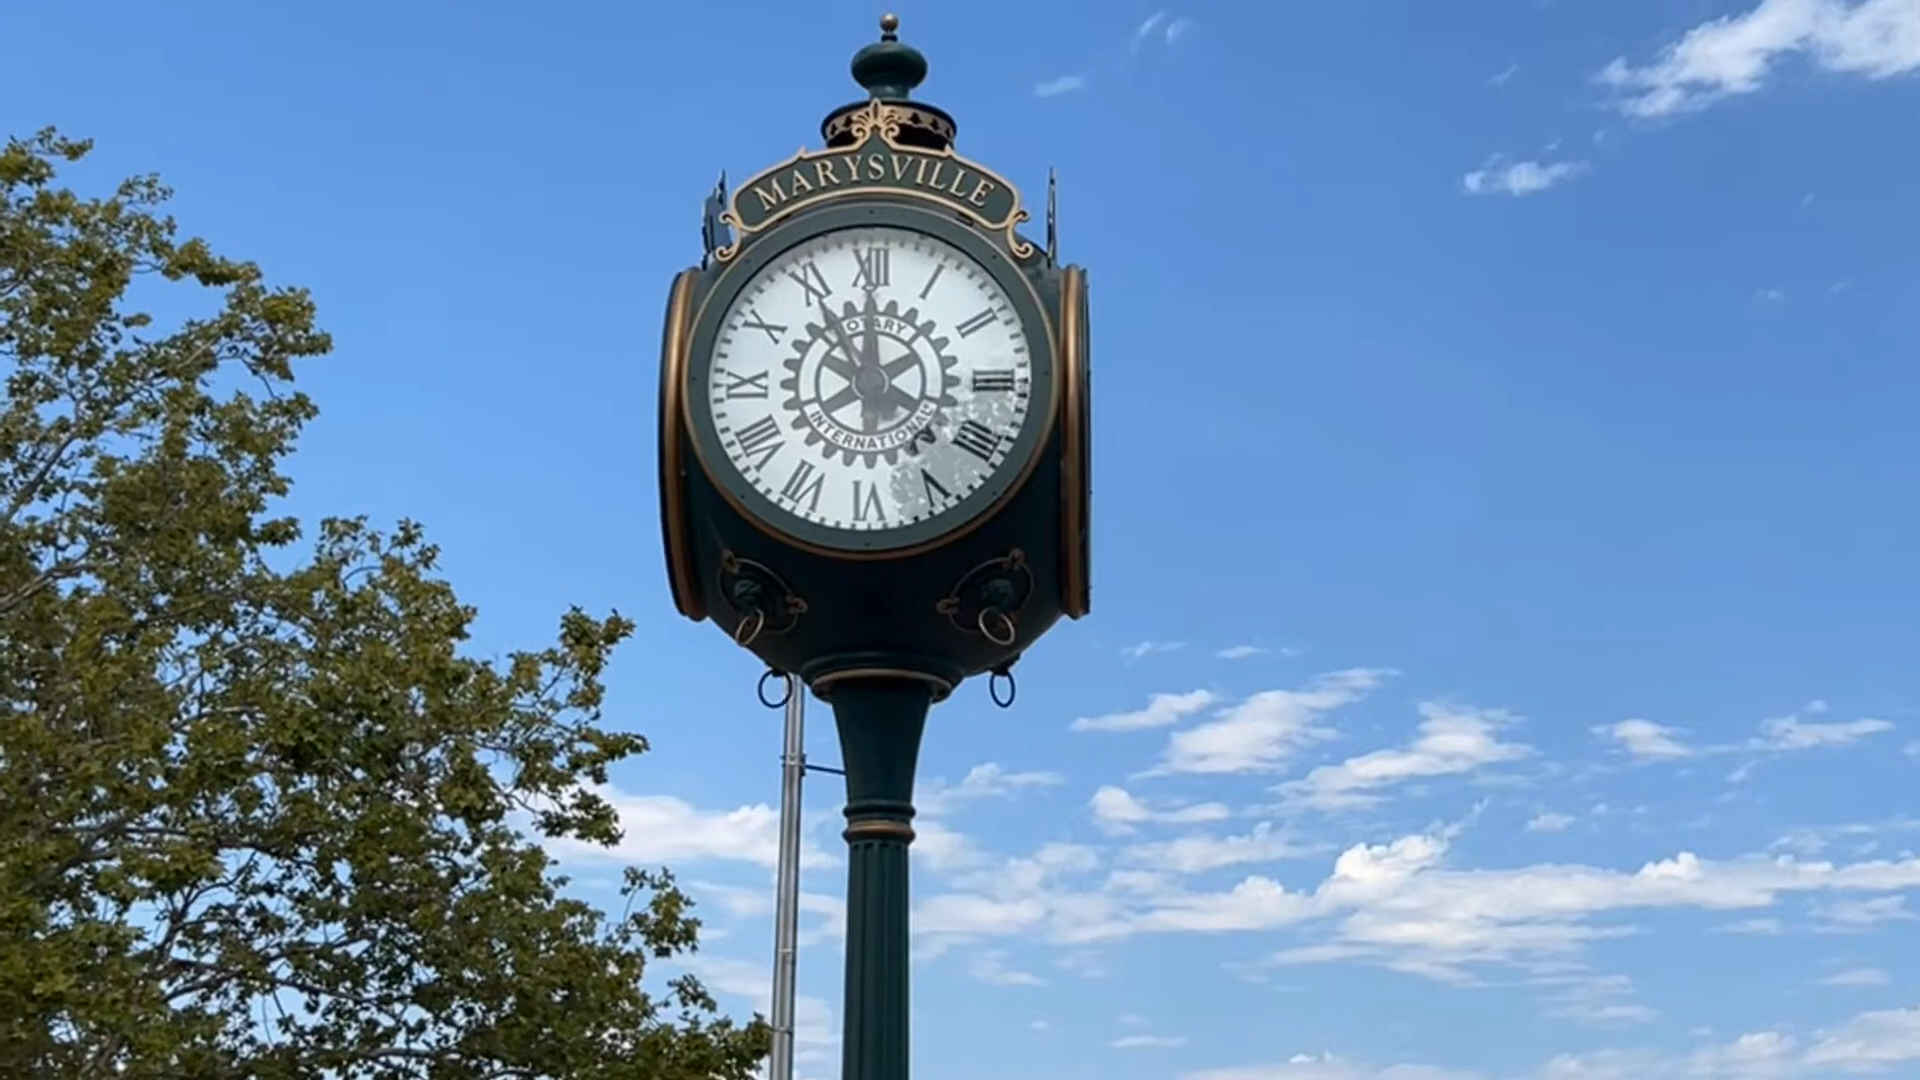 MARYSVILLE
XII
I
II
III
IIII
V
VI
VII
VIII
IX
X
XI
ROTARY
INTERNATIONAL